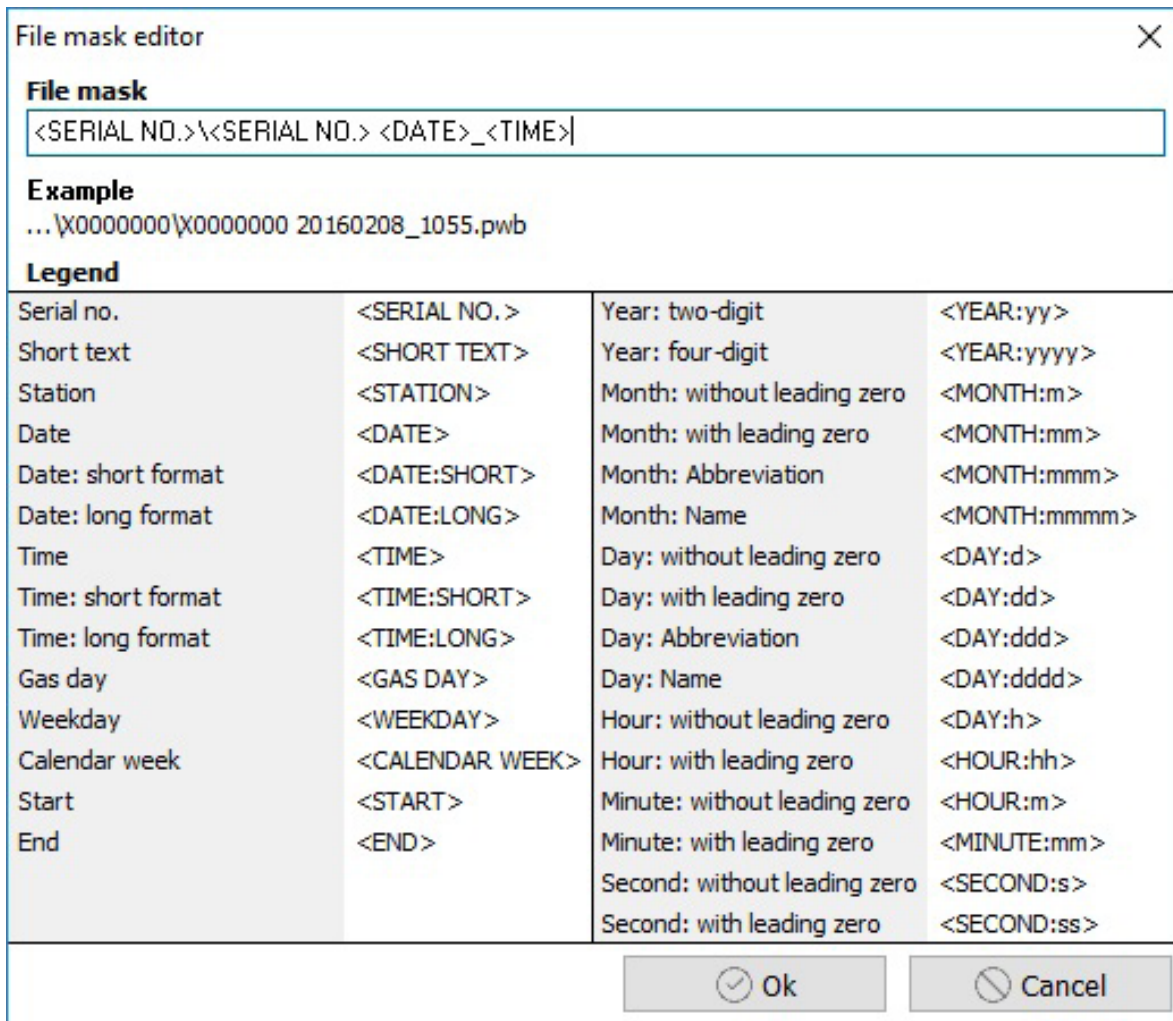 File mask editor
File mask
<SERIAL NO.>\<SERIAL NO.> <DATE>_<TIME>
Example
...\X0000000\X0000000 20160208_1055.pwb
Legend
Serial no. <SERIAL NO.> Year: two-digit <YEAR:yy>
Short text <SHORT TEXT> Year: four-digit <YEAR:yyyy>
Station <STATION> Month: without leading zero <MONTH:m>
Date <DATE> Month: with leading zero <MONTH:mm>
Date: short format <DATE:SHORT> Month: Abbreviation <MONTH:mmm>
Date: long format <DATE:LONG> Month: Name <MONTH:mmmm>
Time <TIME> Day: without leading zero <DAY:d>
Time: short format <TIME:SHORT> Day: with leading zero <DAY:dd>
Time: long format <TIME:LONG> Day: Abbreviation <DAY:ddd>
Gas day <GAS DAY> Day: Name <DAY:dddd>
Weekday <WEEKDAY> Hour: without leading zero <DAY:h>
Calendar week <CALENDAR WEEK> Hour: with leading zero <HOUR:hh>
Start <START> Minute: without leading zero <HOUR:m>
End <END> Minute: with leading zero <MINUTE:mm>
Second: without leading zero <SECOND:s>
Second: with leading zero <SECOND:ss>
Ok Cancel